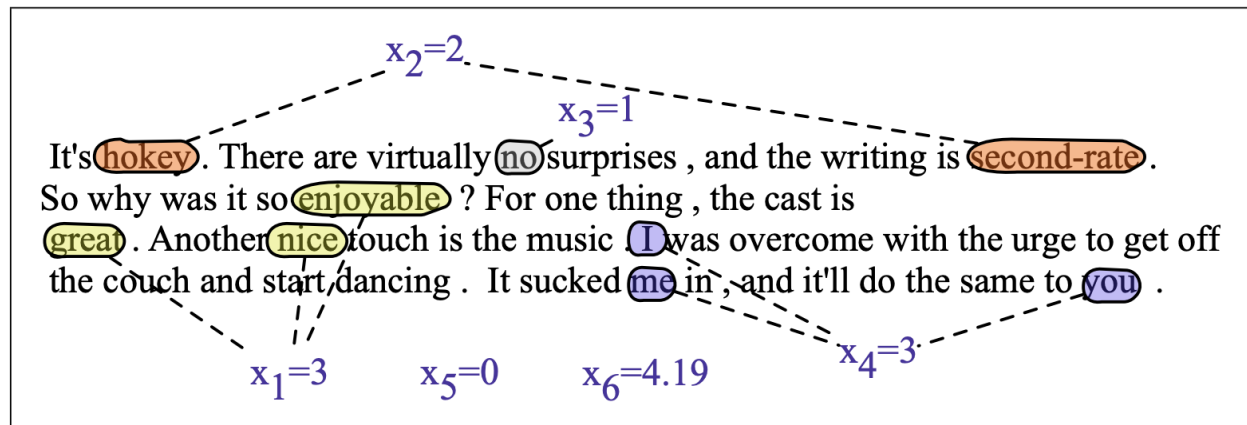 x2=2
x3=1
It's hokey . There are virtually no surprises , and the writing is second-rate .
So why was it so enjoyable ? For one thing , the cast is
great . Another nice touch is the music . I was overcome with the urge to get off
the couch and start dancing . It sucked me in , and it'll do the same to you .
x1=3 x5=0 x6=4.19 x4=3